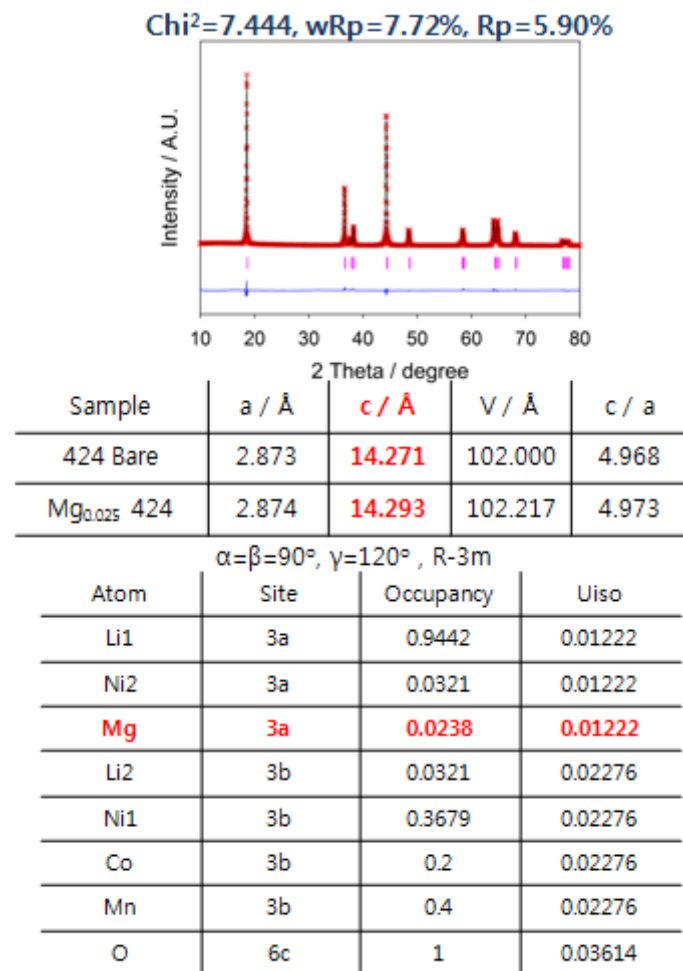 Chi²=7.444, wRp=7.72%, Rp=5.90%
Intensity / A.U.
10 20 30 40 50 60 70 80
2 Theta / degree
Sample a / Å c / Å V / Å c / a
424 Bare 2.873 14.271 102.000 4.968
Mg₀.₀₂₅ 424 2.874 14.293 102.217 4.973
α=β=90°, γ=120° , R-3m
Atom Site Occupancy Uiso
Li1 3a 0.9442 0.01222
Ni2 3a 0.0321 0.01222
Mg 3a 0.0238 0.01222
Li2 3b 0.0321 0.02276
Ni1 3b 0.3679 0.02276
Co 3b 0.2 0.02276
Mn 3b 0.4 0.02276
O 6c 1 0.03614